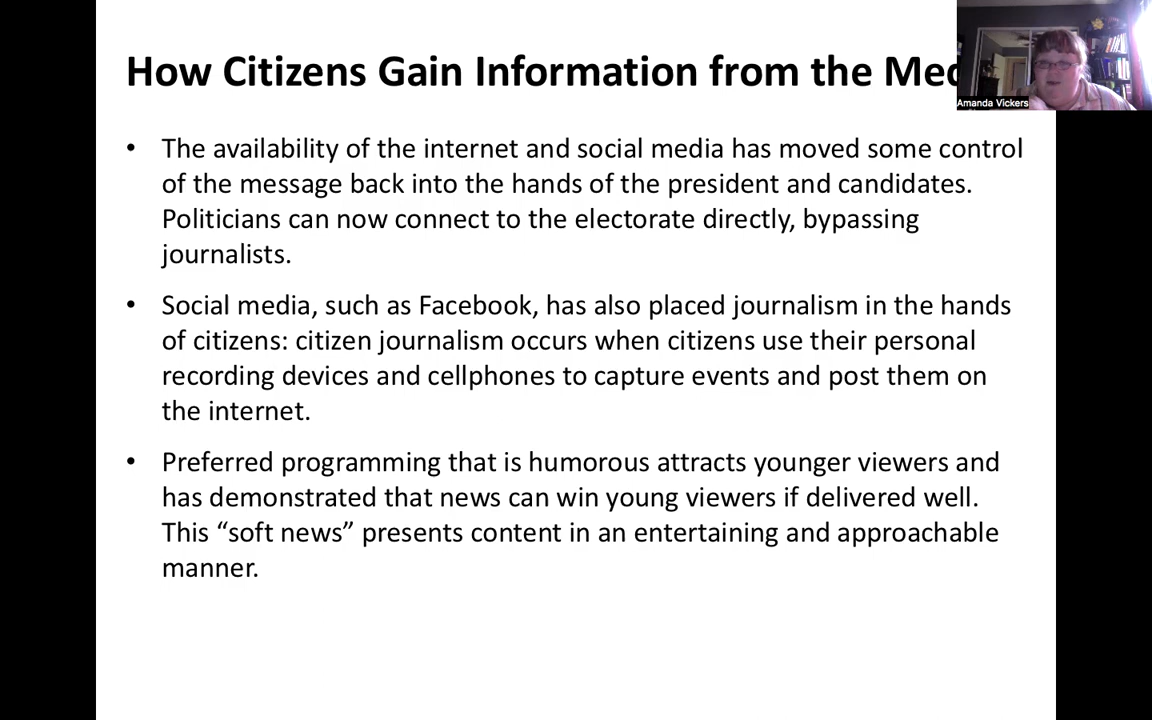 How Citizens Gain Information from the
• The availability of the internet and social media has moved some control
of the message back into the hands of the president and candidates.
Politicians can now connect to the electorate directly, bypassing
journalists.
• Social media, such as Facebook, has also placed journalism in the hands
of citizens: citizen journalism occurs when citizens use their personal
recording devices and cellphones to capture events and post them on
the internet.
• Preferred programming that is humorous attracts younger viewers and
has demonstrated that news can win young viewers if delivered well.
This “soft news” presents content in an entertaining and approachable
manner.
Amanda Vickers